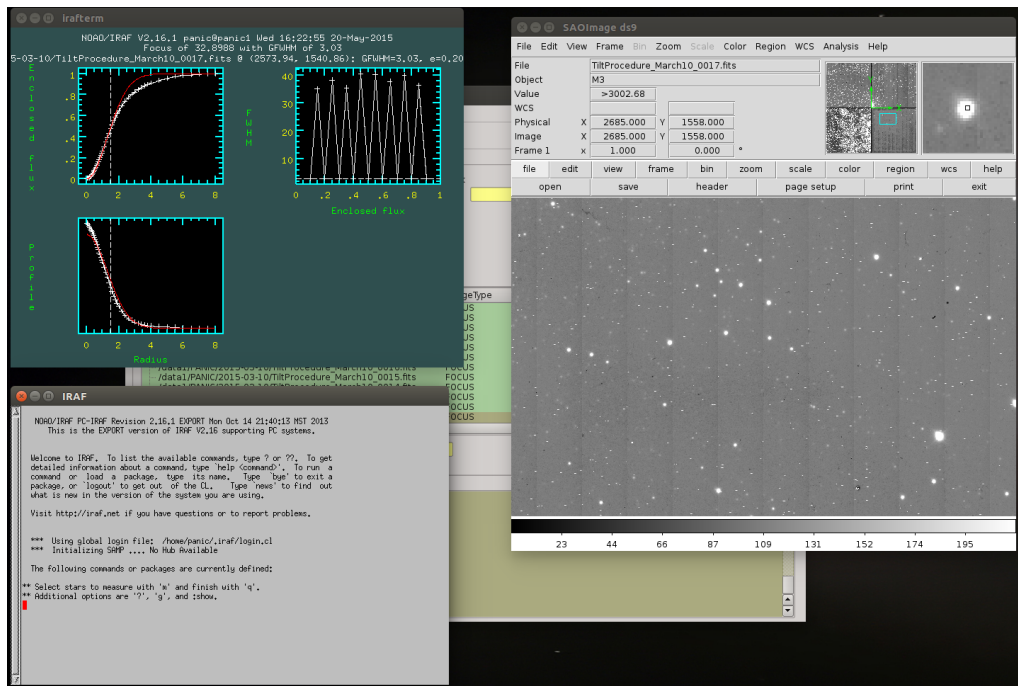 irafterm
NOAO/IRAF V2.16.1 panic@panic1 Wed 16:22:55 20-May-2015
Focus of 32.8988 with GFWHM of 3.03
5-03-10/TiltProcedure_March10_0017.fits @ (2573.94, 1540.86): GFWHM=3.03, e=0.20
Enclosed flux
1
.8
.6
.4
.2
0
0 2 4 6 8
FWHM
40
30
20
10
0 .2 .4 .6 .8 1
Enclosed flux
Profile
0 2 4 6 8
Radius
SAOImage ds9
File Edit View Frame Bin Zoom Scale Color Region WCS Analysis Help
File TiltProcedure_March10_0017.fits
Object M3
Value >3002.68
WCS
Physical X 2685.000 Y 1558.000
Image X 2685.000 Y 1558.000
Frame 1 x 1.000 0.000 °
file edit view frame bin zoom scale color region wcs help
open save header page setup print exit
23 44 66 87 109 131 152 174 195
geType
/data1/PANIC/2015-03-10/TiltProcedure_March10_0015.fits FOCUS
FOCUS
FOCUS
OCUS
IRAF
NOAO/IRAF PC-IRAF Revision 2.16.1 EXPORT Mon Oct 14 21:40:13 MST 2013
This is the EXPORT version of IRAF V2.16 supporting PC systems.
Welcome to IRAF. To list the available commands, type ? or ??. To get
detailed information about a command, type `help <command>'. To run a
command or load a package, type its name. Type `bye' to exit a
package, or `logout' to get out of the CL. Type `news' to find out
what is new in the version of the system you are using.
Visit http://iraf.net if you have questions or to report problems.
*** Using global login file: /home/panic/.iraf/login.cl
*** Initializing SAMP .... No Hub Available
The following commands or packages are currently defined:
** Select stars to measure with 'm' and finish with 'q'.
** Additional options are '?', 'g', and :show.